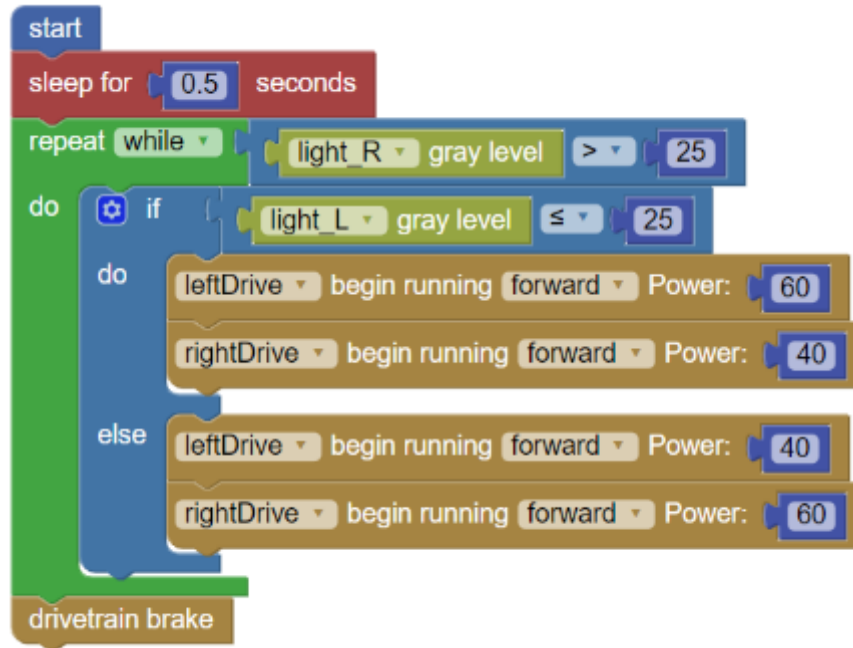 start
sleep for 0.5 seconds
repeat while light_R gray level > 25
do if light_L gray level ≤ 25
do leftDrive begin running forward Power: 60
rightDrive begin running forward Power: 40
else leftDrive begin running forward Power: 40
rightDrive begin running forward Power: 60
drivetrain brake